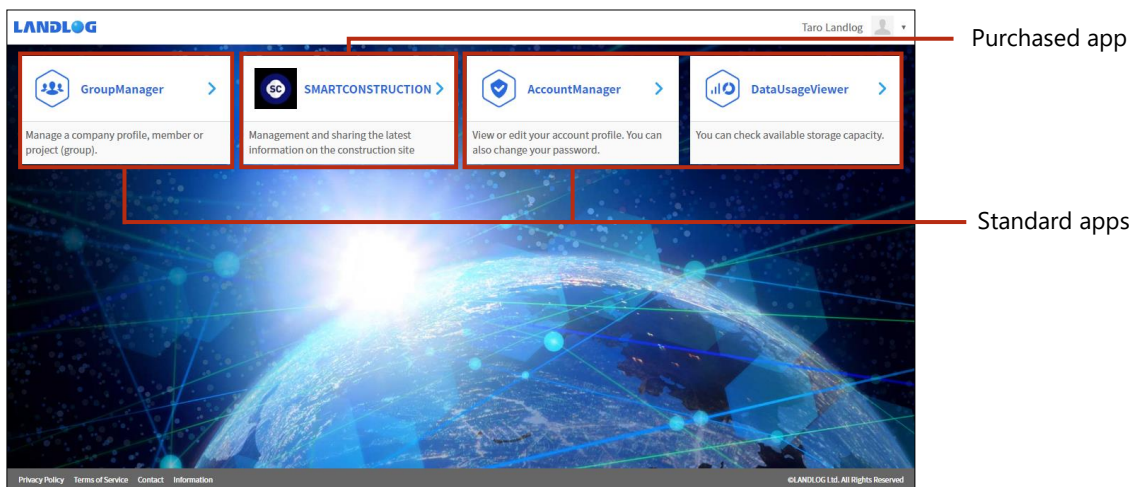 LANDLOG
Taro Landlog
Purchased app
GroupManager
SMARTCONSTRUCTION
AccountManager
DataUsageViewer
SC
Manage a company profile, member or
project (group).
Management and sharing the latest
information on the construction site
View or edit your account profile. You can
also change your password.
You can check available storage capacity.
Standard apps
Privacy Policy Terms of Service Contact Information
©LANDLOG Ltd. All Rights Reserved